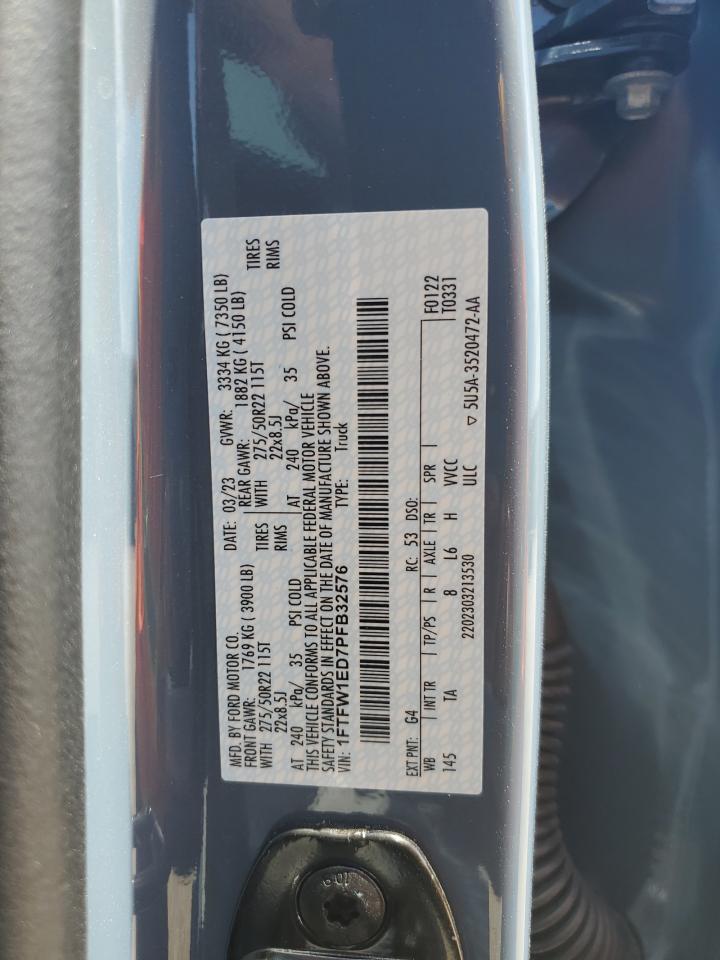 MFD. BY FORD MOTOR CO. DATE: 03/23 GVWR: 3334 KG ( 7350 LB)
FRONT GAWR: 1769 KG ( 3900 LB) REAR GAWR: 1882 KG ( 4150 LB)
WITH 275/50R22 115T TIRES WITH 275/50R22 115T TIRES
22x8.5J RIMS 22x8.5J RIMS
AT 240 kPa/ 35 PSI COLD AT 240 kPa/ 35 PSI COLD
THIS VEHICLE CONFORMS TO ALL APPLICABLE FEDERAL MOTOR VEHICLE
SAFETY STANDARDS IN EFFECT ON THE DATE OF MANUFACTURE SHOWN ABOVE.
VIN: 1FTFW1ED7PFB32576 TYPE: Truck
EXT PNT: G4 RC: 53 DSO: F0122
WB INT TR TP/PS R AXLE TR SPR T0331
145 TA 8 L6 H VVCC
2202303213530 ULC ▽ 5U5A-3520472-AA
10.9